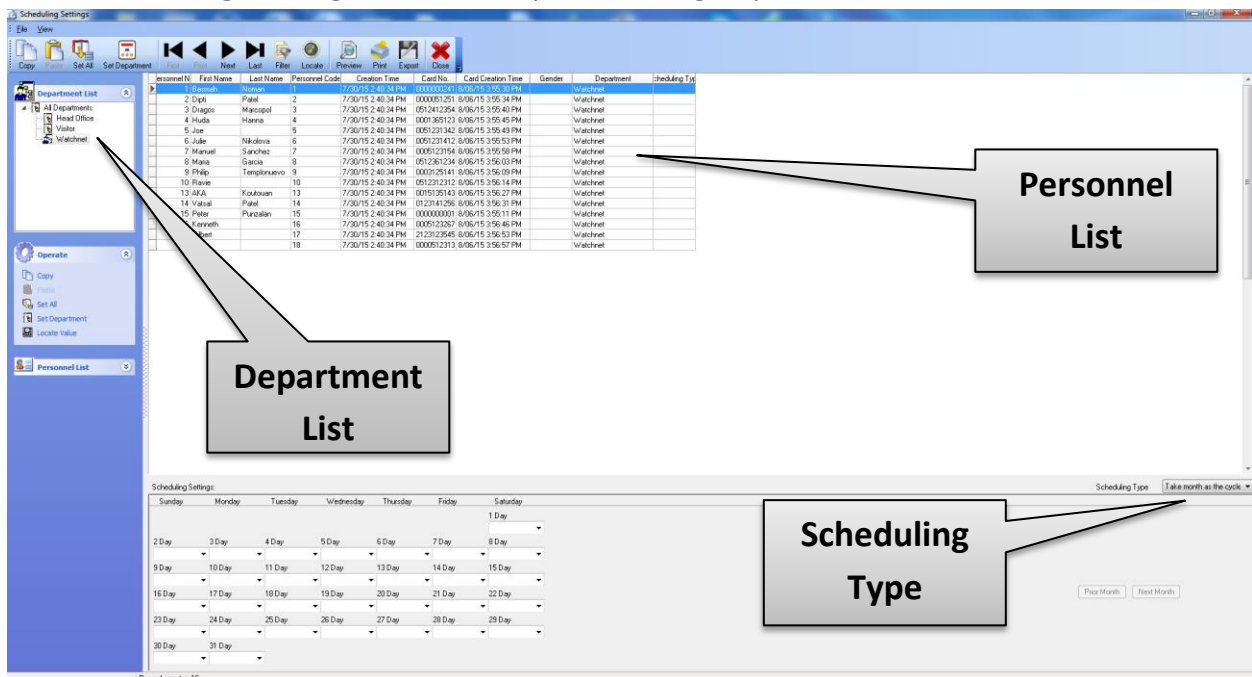 Scheduling Settings
File View
Copy Paste Set All Set Department First Prior Next Last Filter Locate Preview Print Export Close
Department List
All Departments
Head Office
Visitor
Watchnet
Operate
Copy
Paste
Set All
Set Department
Locate Value
Personnel List
ersonnel N First Name Last Name Personnel Code Creation Time Card No. Card Creation Time Gender Department cheduling Typ
1 Basmah Noman 1 7/30/15 2:40:34 PM 0000000241 8/06/15 3:55:30 PM Watchnet
2 Dipti Patel 2 7/30/15 2:40:34 PM 0000051251 8/06/15 3:55:34 PM Watchnet
3 Dragos Marcopol 3 7/30/15 2:40:34 PM 0512412354 8/06/15 3:55:40 PM Watchnet
4 Huda Hanna 4 7/30/15 2:40:34 PM 0001365123 8/06/15 3:55:45 PM Watchnet
5 Joe 5 7/30/15 2:40:34 PM 0051231342 8/06/15 3:55:49 PM Watchnet
6 Julie Nikolova 6 7/30/15 2:40:34 PM 0051231412 8/06/15 3:55:53 PM Watchnet
7 Manuel Sanchez 7 7/30/15 2:40:34 PM 0005123154 8/06/15 3:55:58 PM Watchnet
8 Maria Garcia 8 7/30/15 2:40:34 PM 0512361234 8/06/15 3:56:03 PM Watchnet
9 Philip Templonuevo 9 7/30/15 2:40:34 PM 0003125141 8/06/15 3:56:09 PM Watchnet
10 Ravie 10 7/30/15 2:40:34 PM 0512312312 8/06/15 3:56:14 PM Watchnet
13 AKA Koutouan 13 7/30/15 2:40:34 PM 0015135143 8/06/15 3:56:27 PM Watchnet
14 Vatsal Patel 14 7/30/15 2:40:34 PM 0123141256 8/06/15 3:56:31 PM Watchnet
15 Peter Punzalan 15 7/30/15 2:40:34 PM 0000000001 8/06/15 3:55:11 PM Watchnet
Kenneth 16 7/30/15 2:40:34 PM 0005123267 8/06/15 3:56:46 PM Watchnet
17 7/30/15 2:40:34 PM 2123123545 8/06/15 3:56:53 PM Watchnet
18 7/30/15 2:40:34 PM 0000512313 8/06/15 3:56:57 PM Watchnet
Personnel
List
Department
List
Scheduling Settings:
Scheduling Type Take month as the cycle
Sunday Monday Tuesday Wednesday Thursday Friday Saturday
1 Day
2 Day 3 Day 4 Day 5 Day 6 Day 7 Day 8 Day
9 Day 10 Day 11 Day 12 Day 13 Day 14 Day 15 Day
16 Day 17 Day 18 Day 19 Day 20 Day 21 Day 22 Day
23 Day 24 Day 25 Day 26 Day 27 Day 28 Day 29 Day
30 Day 31 Day
Scheduling
Type
Prior Month Next Month